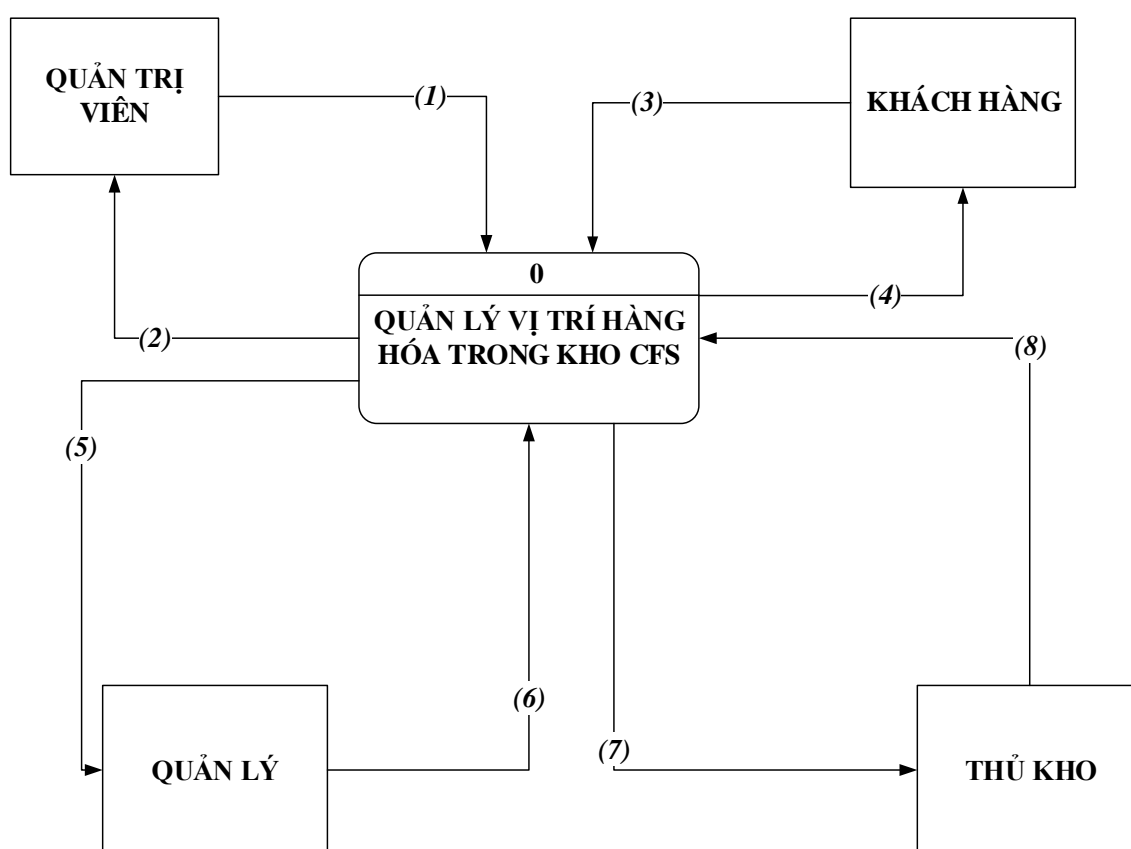 QUẢN TRỊ
VIÊN
(1)
(3)
KHÁCH HÀNG
0
QUẢN LÝ VỊ TRÍ HÀNG
HÓA TRONG KHO CFS
(4)
(2)
(8)
(5)
(6)
(7)
QUẢN LÝ
THỦ KHO